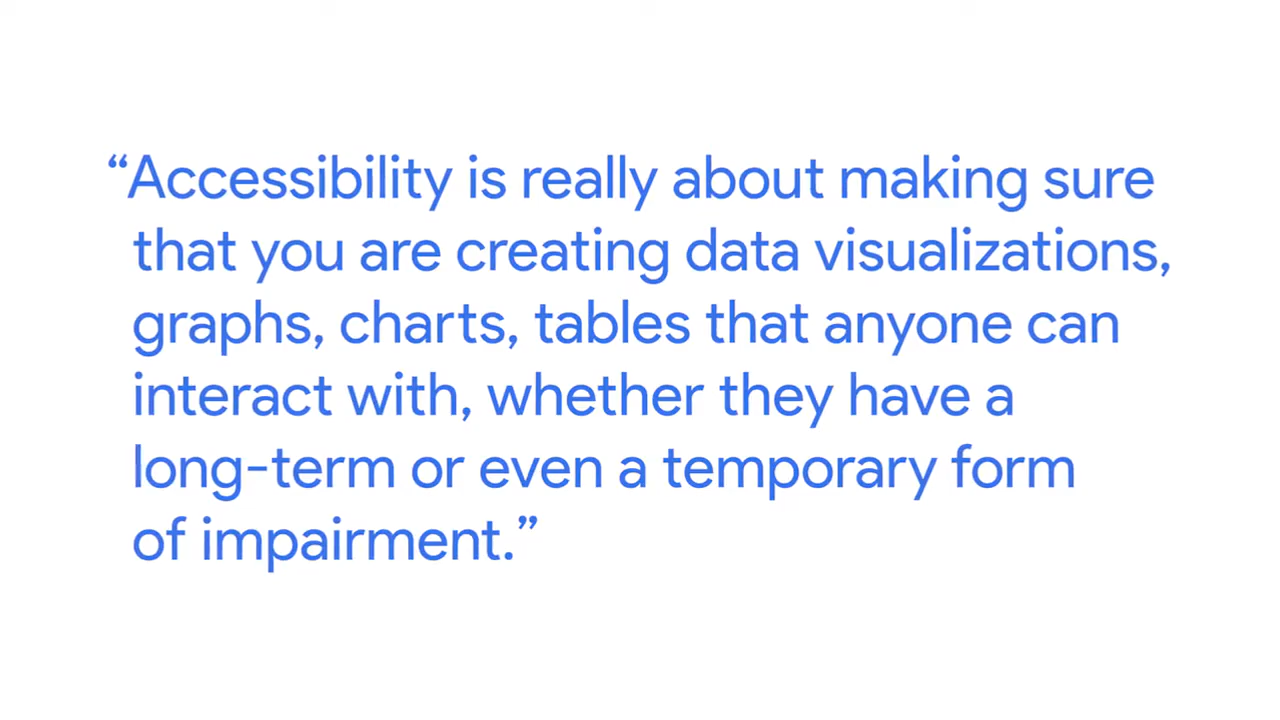 “Accessibility is really about making sure
that you are creating data visualizations,
graphs, charts, tables that anyone can
interact with, whether they have a
long-term or even a temporary form
of impairment.”